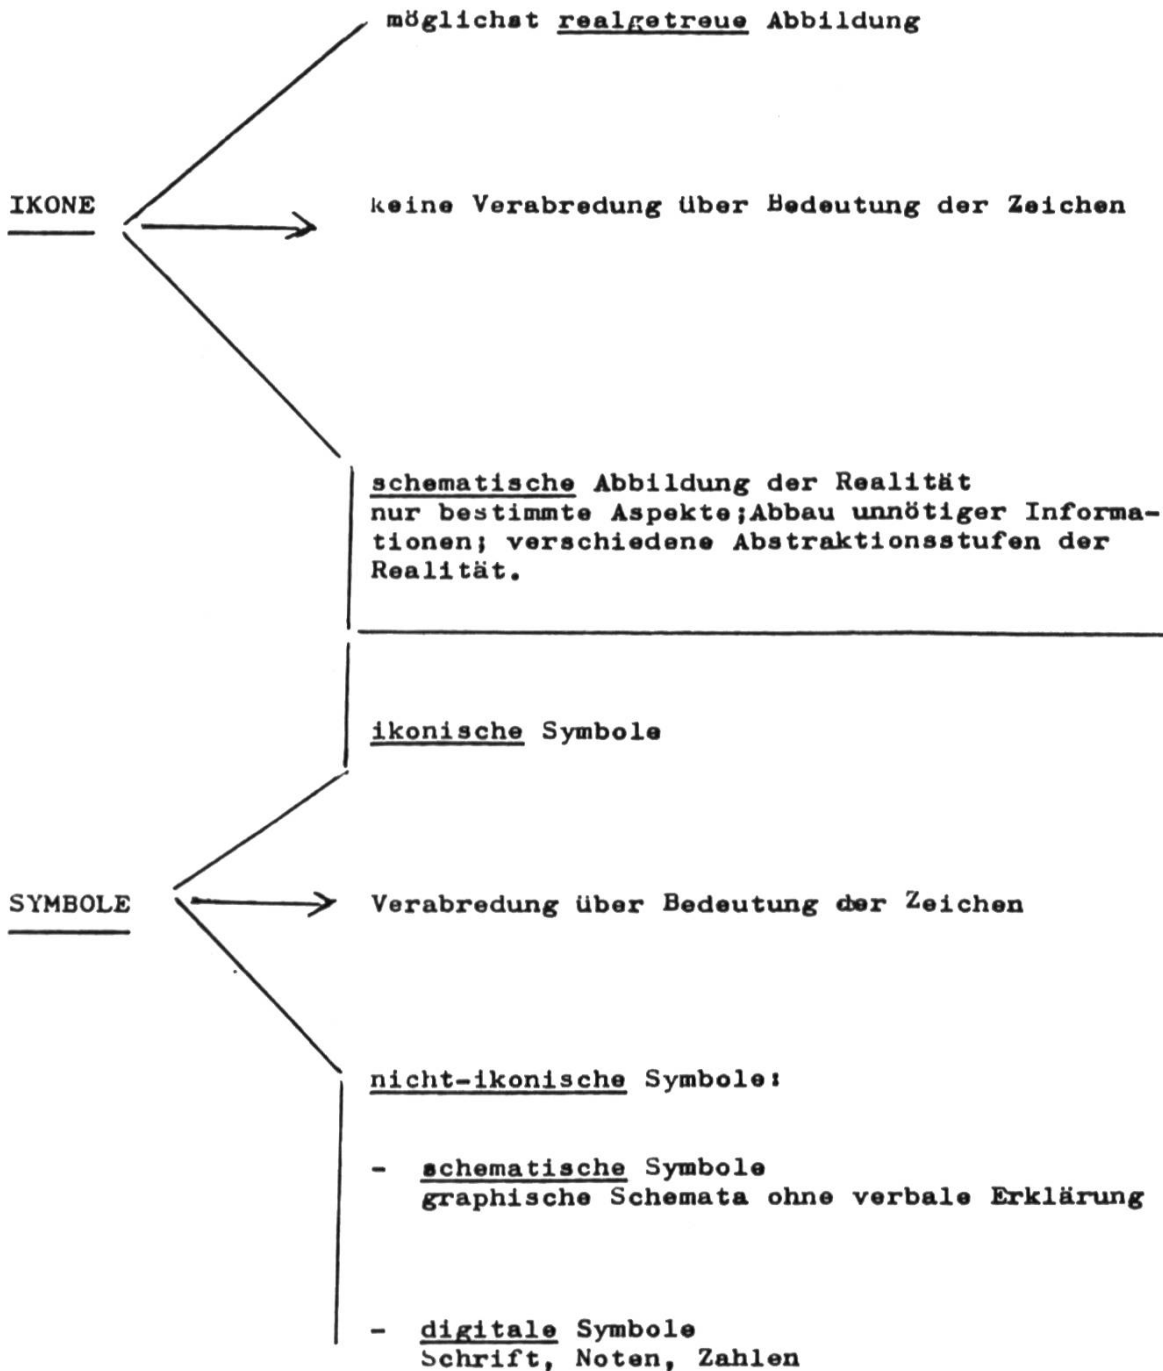 möglichst realgetreue Abbildung
IKONE
keine Verabredung über Bedeutung der Zeichen
schematische Abbildung der Realität
nur bestimmte Aspekte;Abbau unnötiger Informa-
tionen; verschiedene Abstraktionsstufen der
Realität.
ikonische Symbole
SYMBOLE
Verabredung über Bedeutung der Zeichen
nicht-ikonische Symbole:
- schematische Symbole
graphische Schemata ohne verbale Erklärung
- digitale Symbole
Schrift, Noten, Zahlen